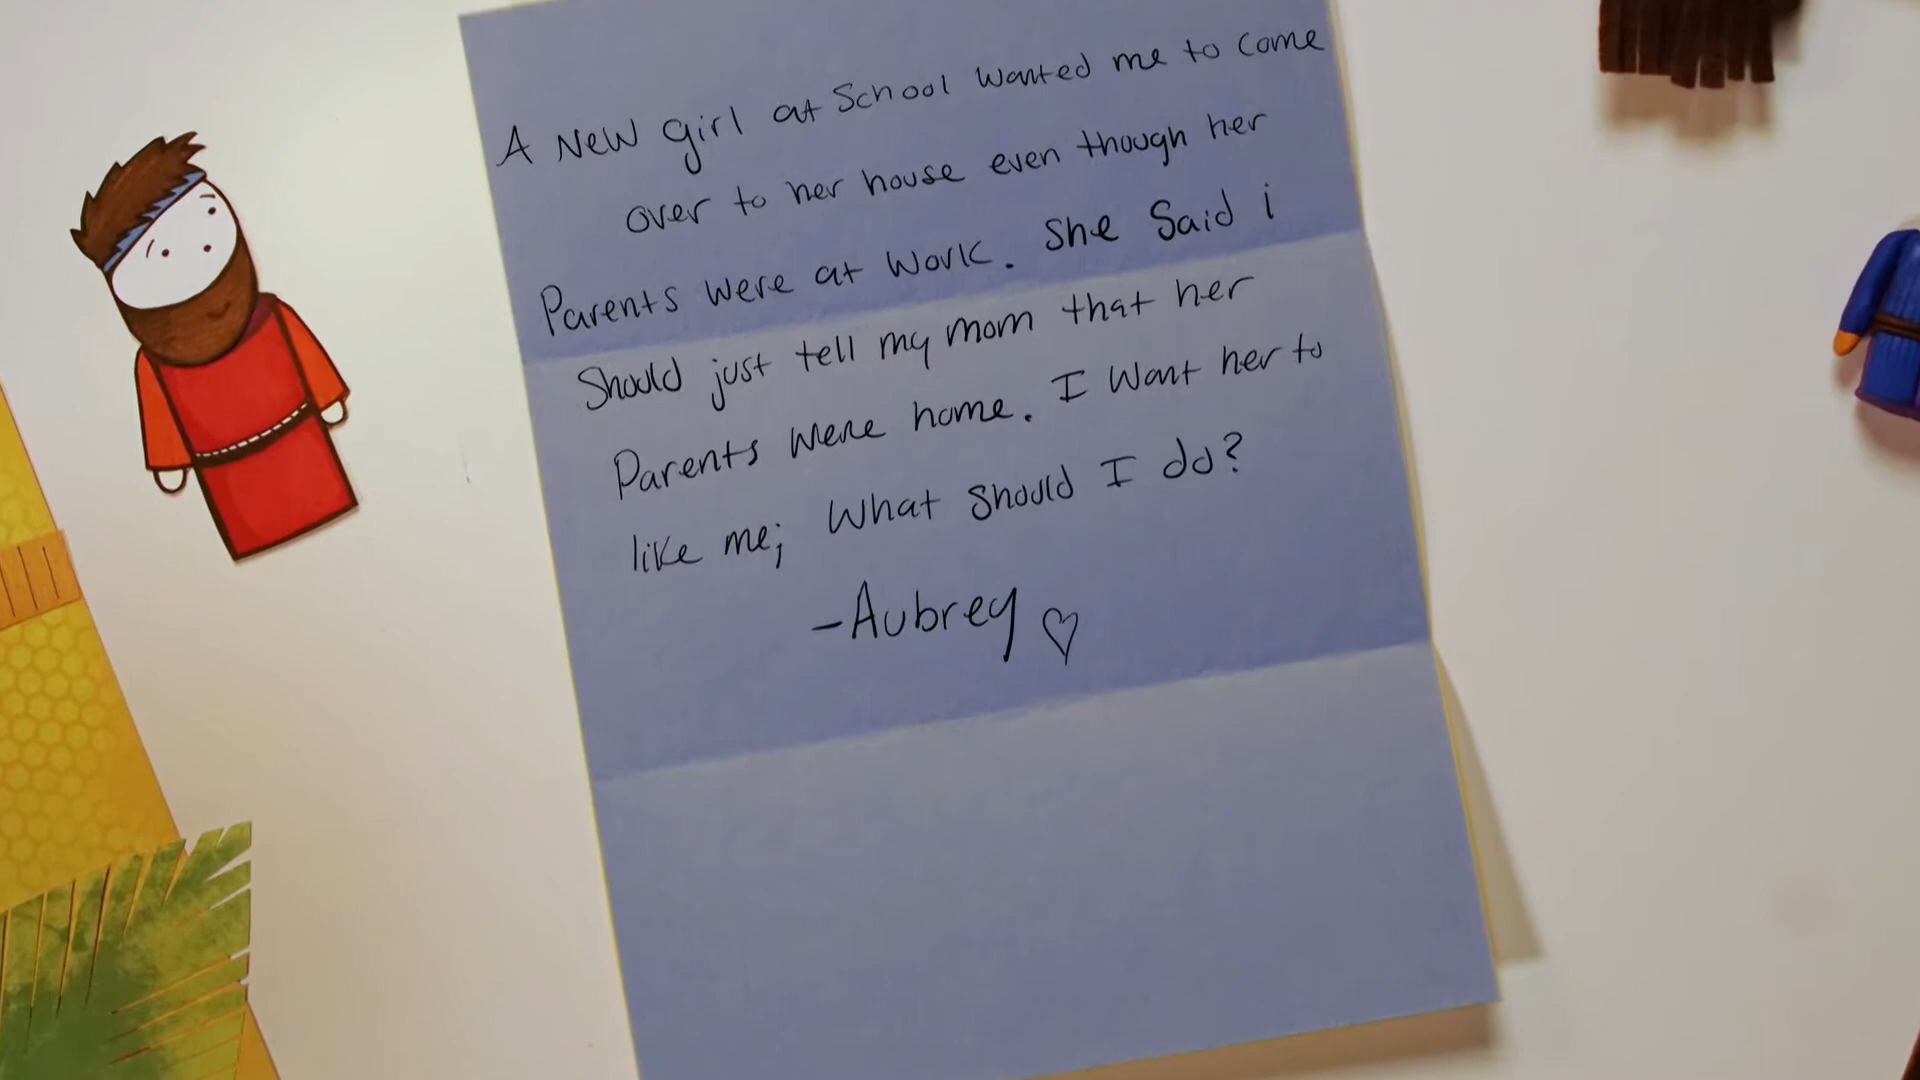 A New girl at School wanted me to come
over to her house even though her
Parents were at work. She Said i
Should just tell my mom that her
Parents were home. I want her to
like me; What Should I do?
-Aubrey ♡